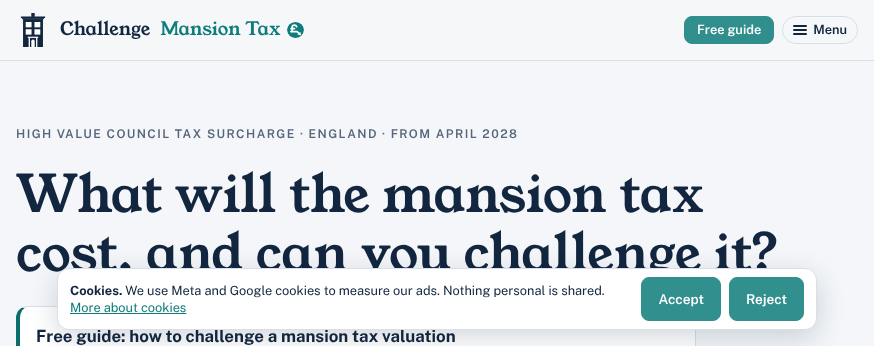 Challenge Mansion Tax £
Free guide
Menu
HIGH VALUE COUNCIL TAX SURCHARGE · ENGLAND · FROM APRIL 2028
What will the mansion tax
cost, and can you challenge it?
Cookies. We use Meta and Google cookies to measure our ads. Nothing personal is shared.
More about cookies
Accept
Reject
Free guide: how to challenge a mansion tax valuation